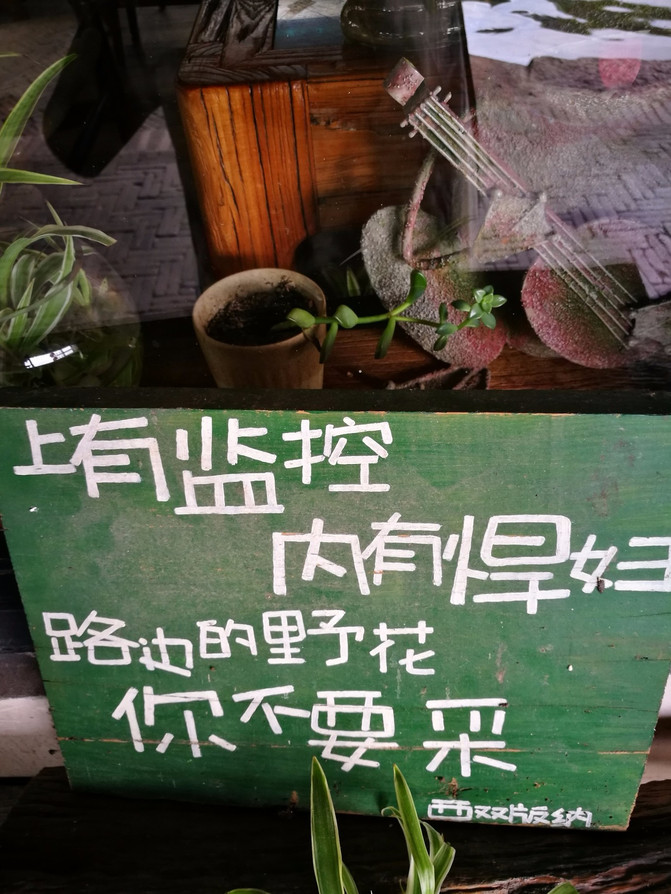 上有监控
内有悍妇
路边的野花
你不要采
西双版纳